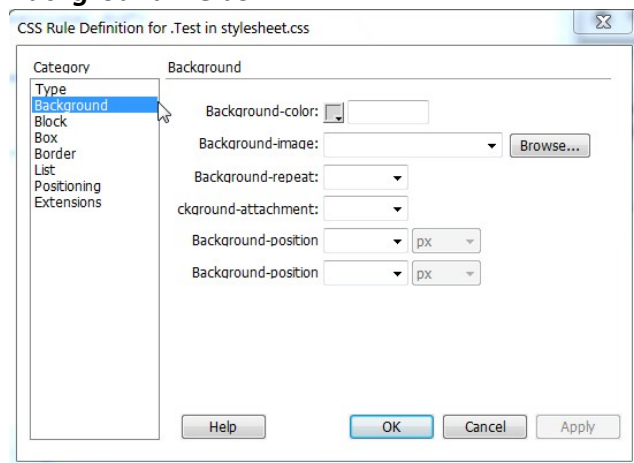 CSS Rule Definition for .Test in stylesheet.css
Category
Type
Background
Block
Box
Border
List
Positioning
Extensions
Background
Background-color:
Background-image:
Browse...
Background-repeat:
ckground-attachment:
Background-position
px
Background-position
px
Help
OK
Cancel
Apply